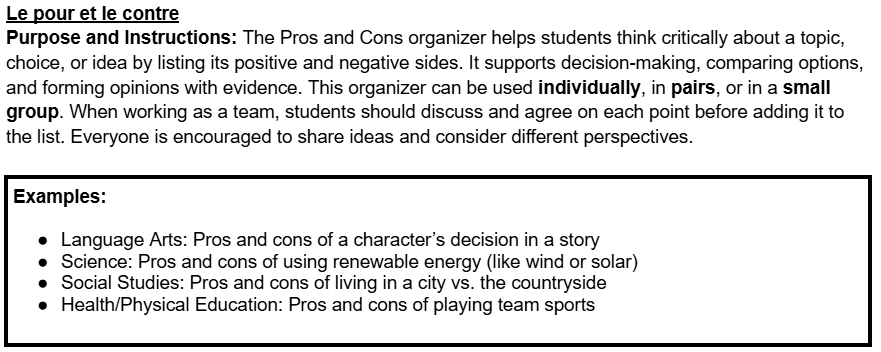 Le pour et le contre
Purpose and Instructions: The Pros and Cons organizer helps students think critically about a topic,
choice, or idea by listing its positive and negative sides. It supports decision-making, comparing options,
and forming opinions with evidence. This organizer can be used individually, in pairs, or in a small
group. When working as a team, students should discuss and agree on each point before adding it to
the list. Everyone is encouraged to share ideas and consider different perspectives.
Examples:
● Language Arts: Pros and cons of a character’s decision in a story
● Science: Pros and cons of using renewable energy (like wind or solar)
● Social Studies: Pros and cons of living in a city vs. the countryside
● Health/Physical Education: Pros and cons of playing team sports